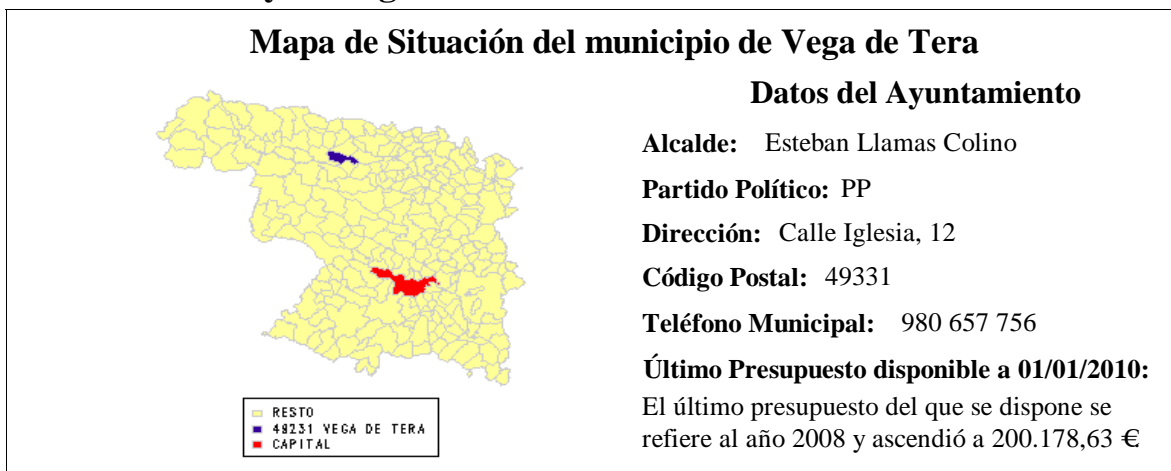 Mapa de Situación del municipio de Vega de Tera
Datos del Ayuntamiento
Alcalde: Esteban Llamas Colino
Partido Político: PP
Dirección: Calle Iglesia, 12
Código Postal: 49331
Teléfono Municipal: 980 657 756
Último Presupuesto disponible a 01/01/2010:
El último presupuesto del que se dispone se
refiere al año 2008 y ascendió a 200.178,63 €
RESTO
49231 VEGA DE TERA
CAPITAL